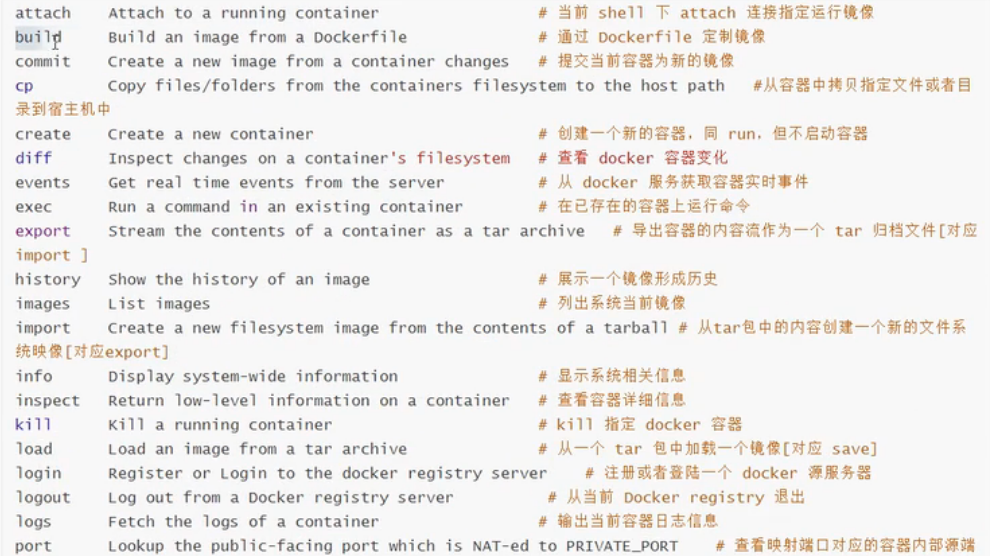 attach    Attach to a running container                 # 当前 shell 下 attach 连接指定运行镜像
build     Build an image from a Dockerfile              # 通过 Dockerfile 定制镜像
commit    Create a new image from a container changes   # 提交当前容器为新的镜像
cp        Copy files/folders from the containers filesystem to the host path   #从容器中拷贝指定文件或者目
录到宿主机中
create    Create a new container                        # 创建一个新的容器，同 run，但不启动容器
diff      Inspect changes on a container's filesystem   # 查看 docker 容器变化
events    Get real time events from the server          # 从 docker 服务获取容器实时事件
exec      Run a command in an existing container        # 在已存在的容器上运行命令
export    Stream the contents of a container as a tar archive   # 导出容器的内容流作为一个 tar 归档文件[对应
import ]
history   Show the history of an image                  # 展示一个镜像形成历史
images    List images                                   # 列出系统当前镜像
import    Create a new filesystem image from the contents of a tarball # 从tar包中的内容创建一个新的文件系
统映像[对应export]
info      Display system-wide information               # 显示系统相关信息
inspect   Return low-level information on a container   # 查看容器详细信息
kill      Kill a running container                      # kill 指定 docker 容器
load      Load an image from a tar archive              # 从一个 tar 包中加载一个镜像[对应 save]
login     Register or Login to the docker registry server    # 注册或者登陆一个 docker 源服务器
logout    Log out from a Docker registry server          # 从当前 Docker registry 退出
logs      Fetch the logs of a container                 # 输出当前容器日志信息
port      Lookup the public-facing port which is NAT-ed to PRIVATE_PORT    # 查看映射端口对应的容器内部源端